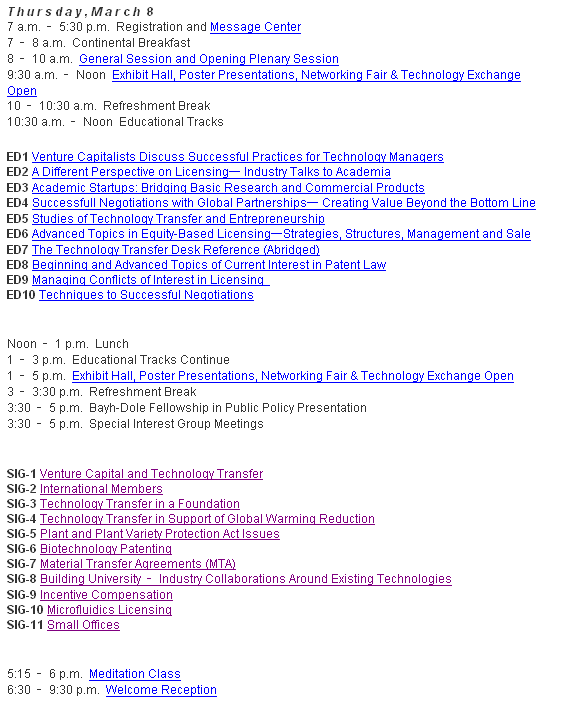 Thursday, March 8
7 a.m. - 5:30 p.m. Registration and Message Center
7 - 8 a.m. Continental Breakfast
8 - 10 a.m. General Session and Opening Plenary Session
9:30 a.m. - Noon Exhibit Hall, Poster Presentations, Networking Fair & Technology Exchange
Open
10 - 10:30 a.m. Refreshment Break
10:30 a.m. - Noon Educational Tracks
ED1 Venture Capitalists Discuss Successful Practices for Technology Managers
ED2 A Different Perspective on Licensing— Industry Talks to Academia
ED3 Academic Startups: Bridging Basic Research and Commercial Products
ED4 Successfull Negotiations with Global Partnerships— Creating Value Beyond the Bottom Line
ED5 Studies of Technology Transfer and Entrepreneurship
ED6 Advanced Topics in Equity-Based Licensing—Strategies, Structures, Management and Sale
ED7 The Technology Transfer Desk Reference (Abridged)
ED8 Beginning and Advanced Topics of Current Interest in Patent Law
ED9 Managing Conflicts of Interest in Licensing
ED10 Techniques to Successful Negotiations
Noon - 1 p.m. Lunch
1 - 3 p.m. Educational Tracks Continue
1 - 5 p.m. Exhibit Hall, Poster Presentations, Networking Fair & Technology Exchange Open
3 - 3:30 p.m. Refreshment Break
3:30 - 5 p.m. Bayh-Dole Fellowship in Public Policy Presentation
3:30 - 5 p.m. Special Interest Group Meetings
SIG-1 Venture Capital and Technology Transfer
SIG-2 International Members
SIG-3 Technology Transfer in a Foundation
SIG-4 Technology Transfer in Support of Global Warming Reduction
SIG-5 Plant and Plant Variety Protection Act Issues
SIG-6 Biotechnology Patenting
SIG-7 Material Transfer Agreements (MTA)
SIG-8 Building University - Industry Collaborations Around Existing Technologies
SIG-9 Incentive Compensation
SIG-10 Microfluidics Licensing
SIG-11 Small Offices
5:15 - 6 p.m. Meditation Class
6:30 - 9:30 p.m. Welcome Reception